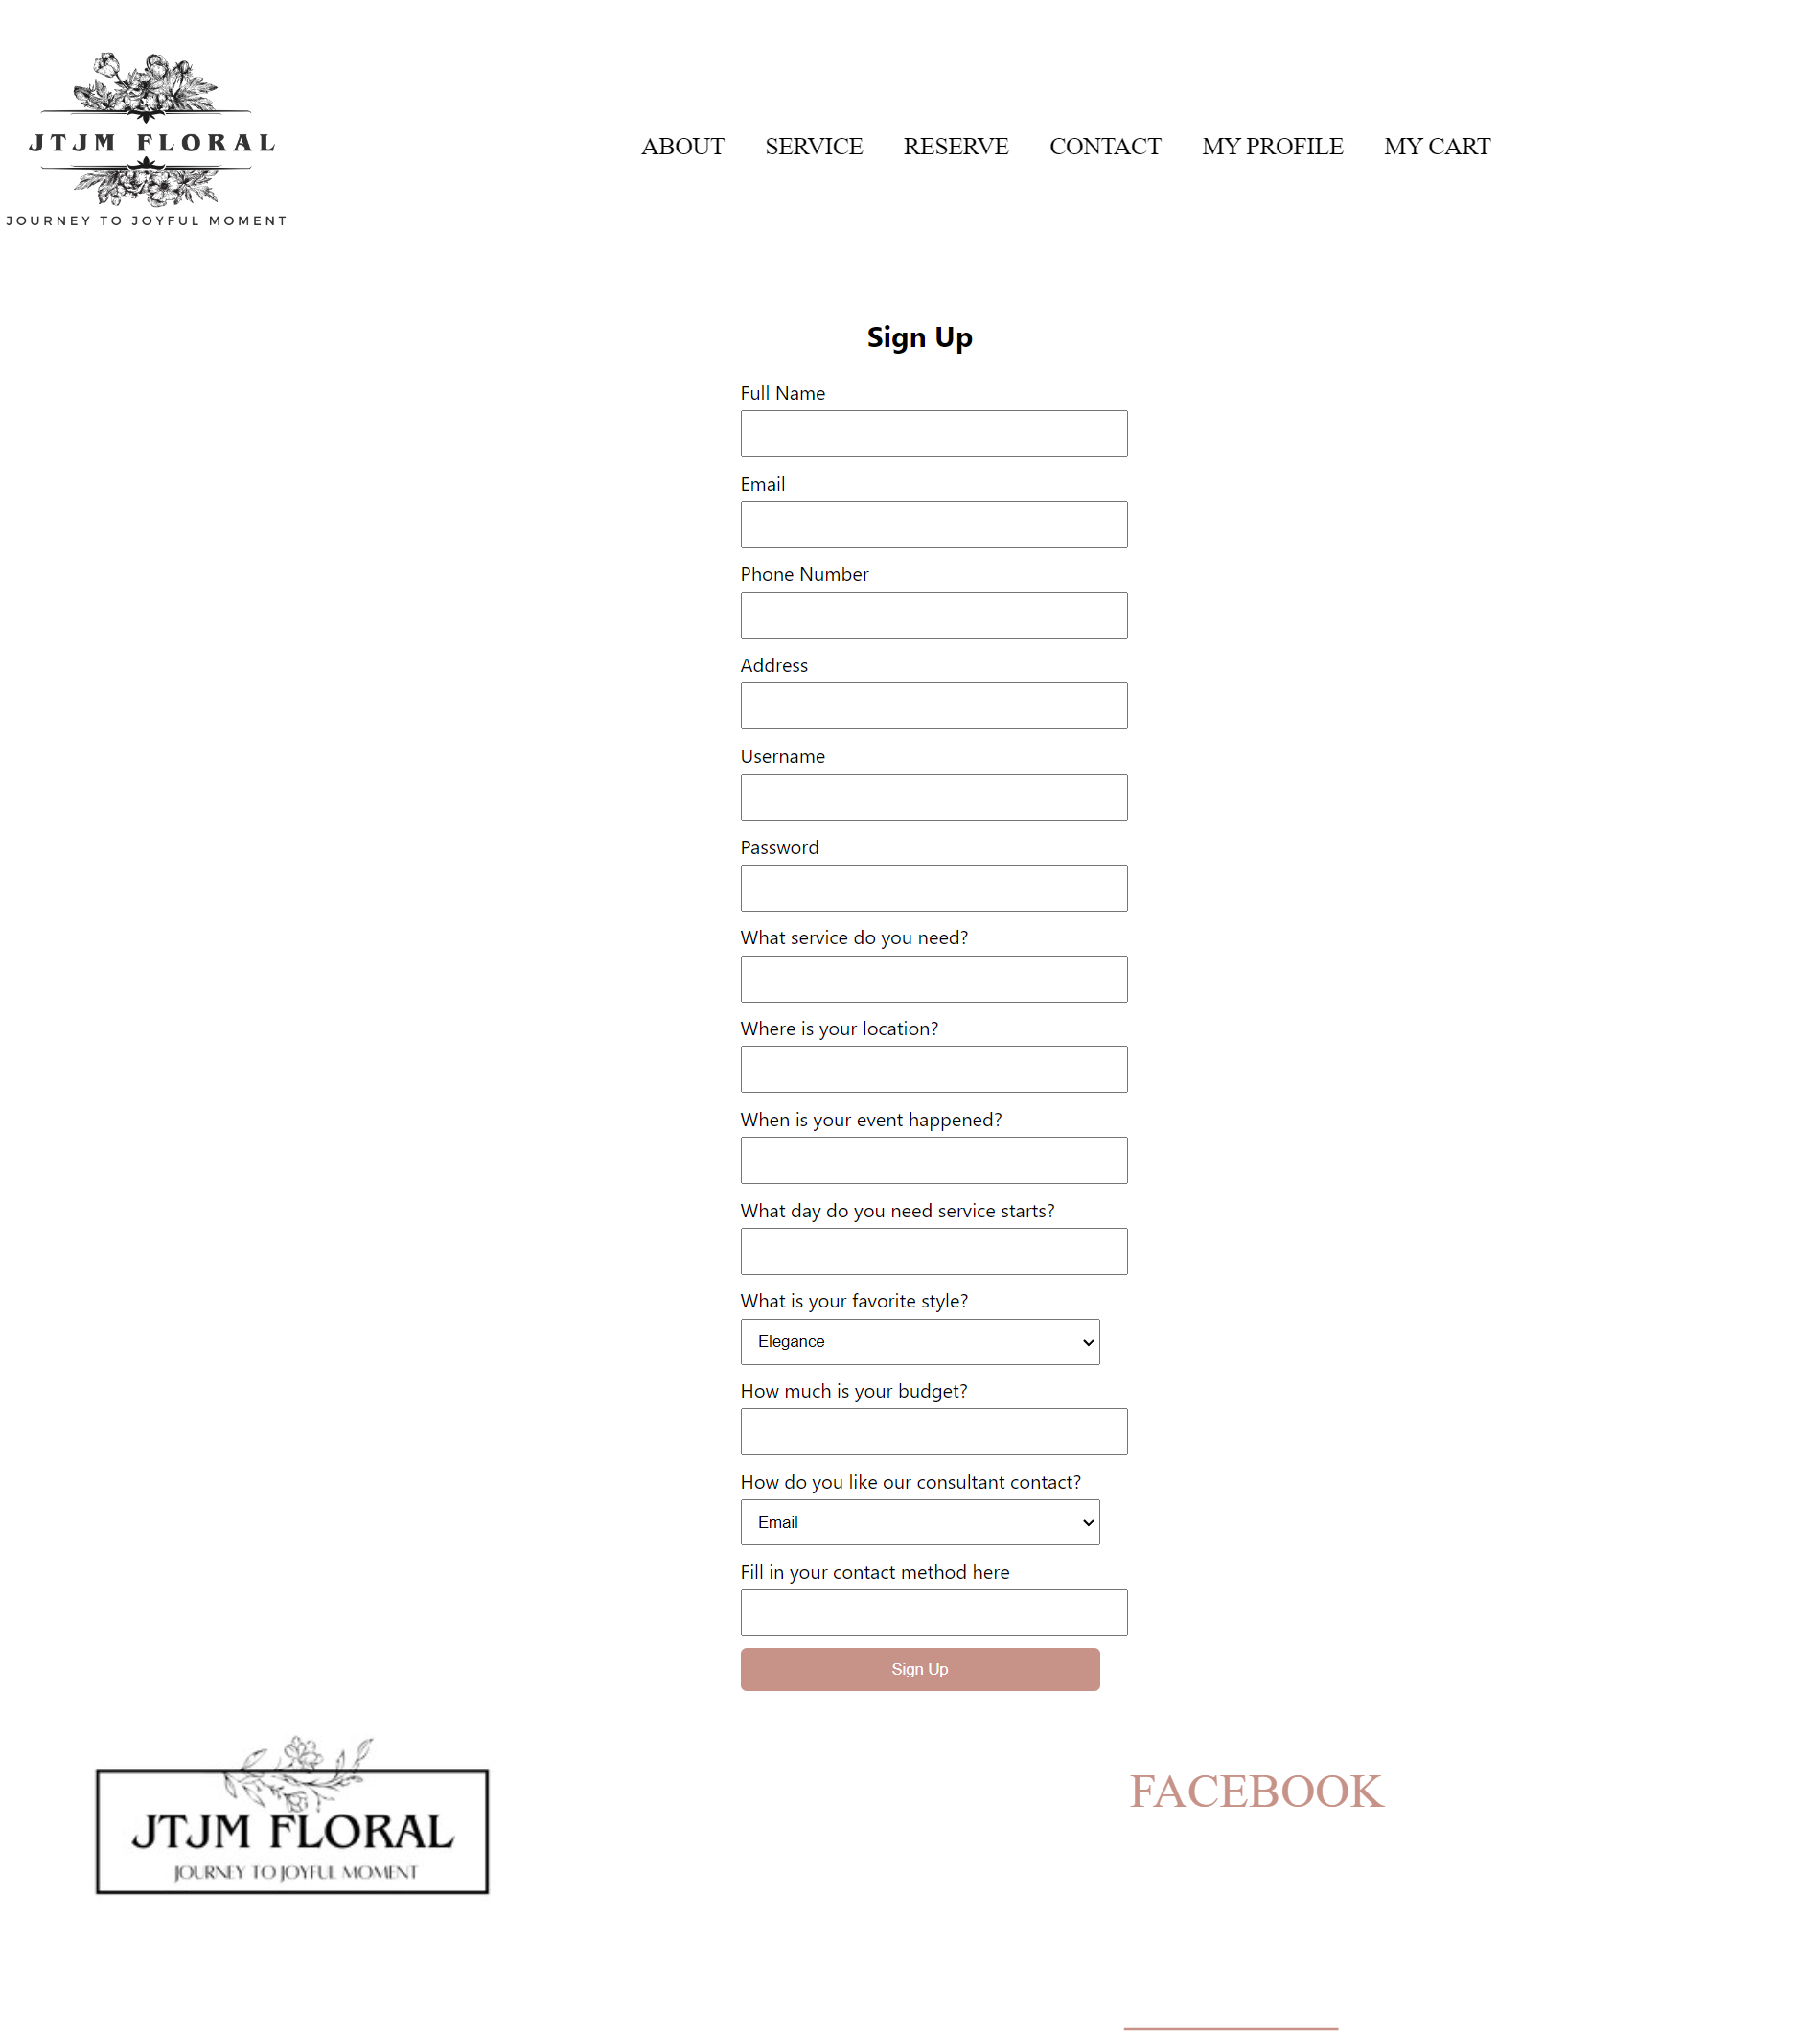 JTJM FLORAL
JOURNEY TO JOYFUL MOMENT
ABOUT SERVICE RESERVE CONTACT MY PROFILE MY CART
Sign Up
Full Name
Email
Phone Number
Address
Username
Password
What service do you need?
Where is your location?
When is your event happened?
What day do you need service starts?
What is your favorite style?
Elegance
How much is your budget?
How do you like our consultant contact?
Email
Fill in your contact method here
Sign Up
FACEBOOK
JTJM FLORAL
JOURNEY TO JOYFUL MOMENT